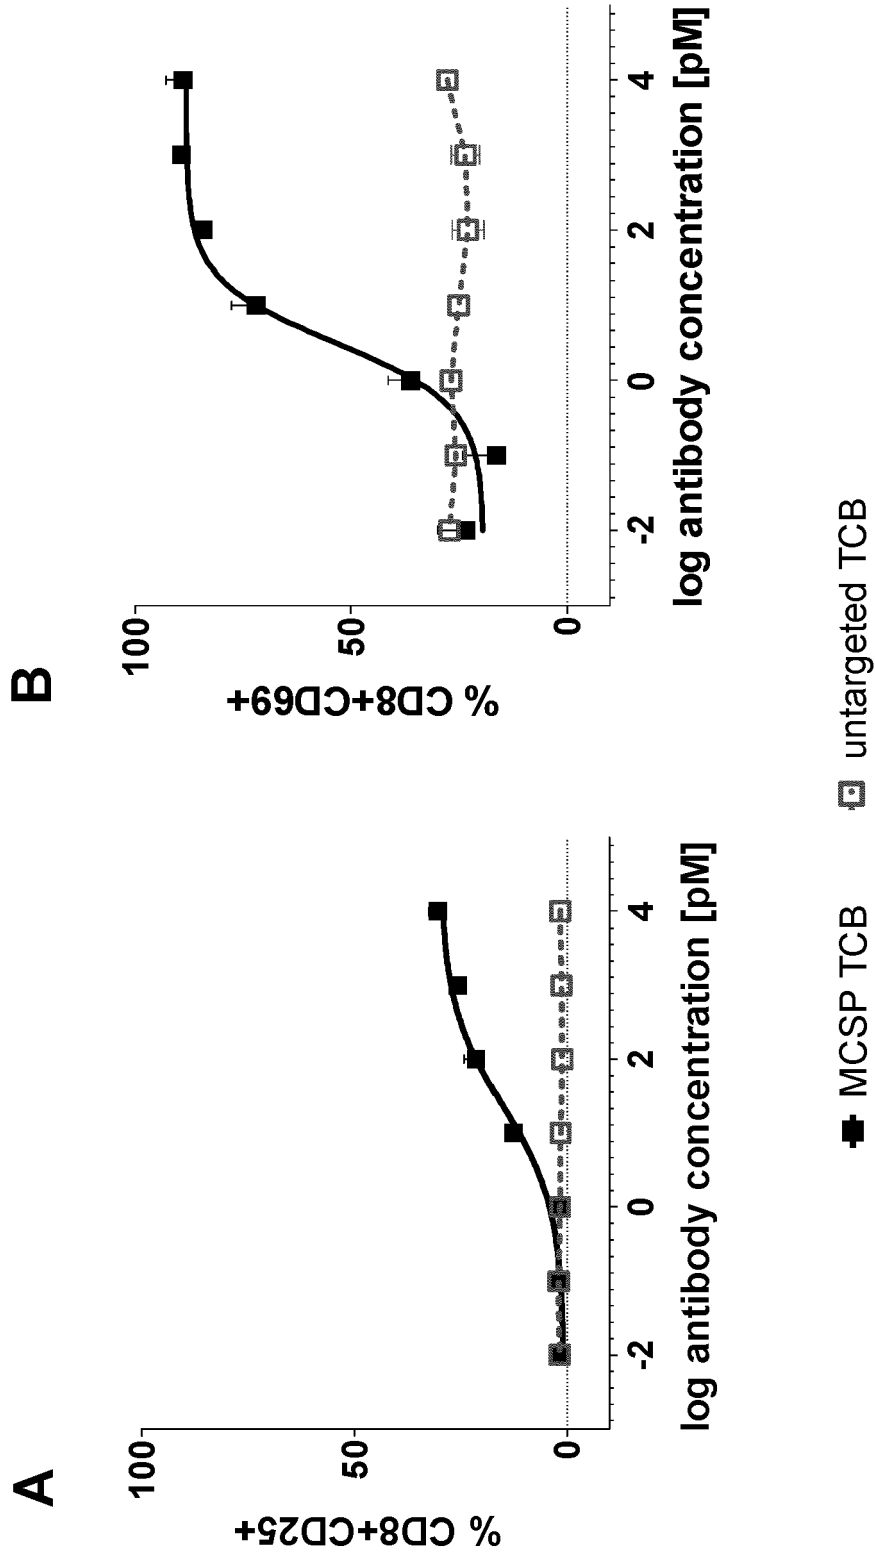 A
% CD8+CD25+
100
50
0
-2 0 2 4
log antibody concentration [pM]
B
% CD8+CD69+
100
50
0
-2 0 2 4
log antibody concentration [pM]
MCSP TCB
untargeted TCB